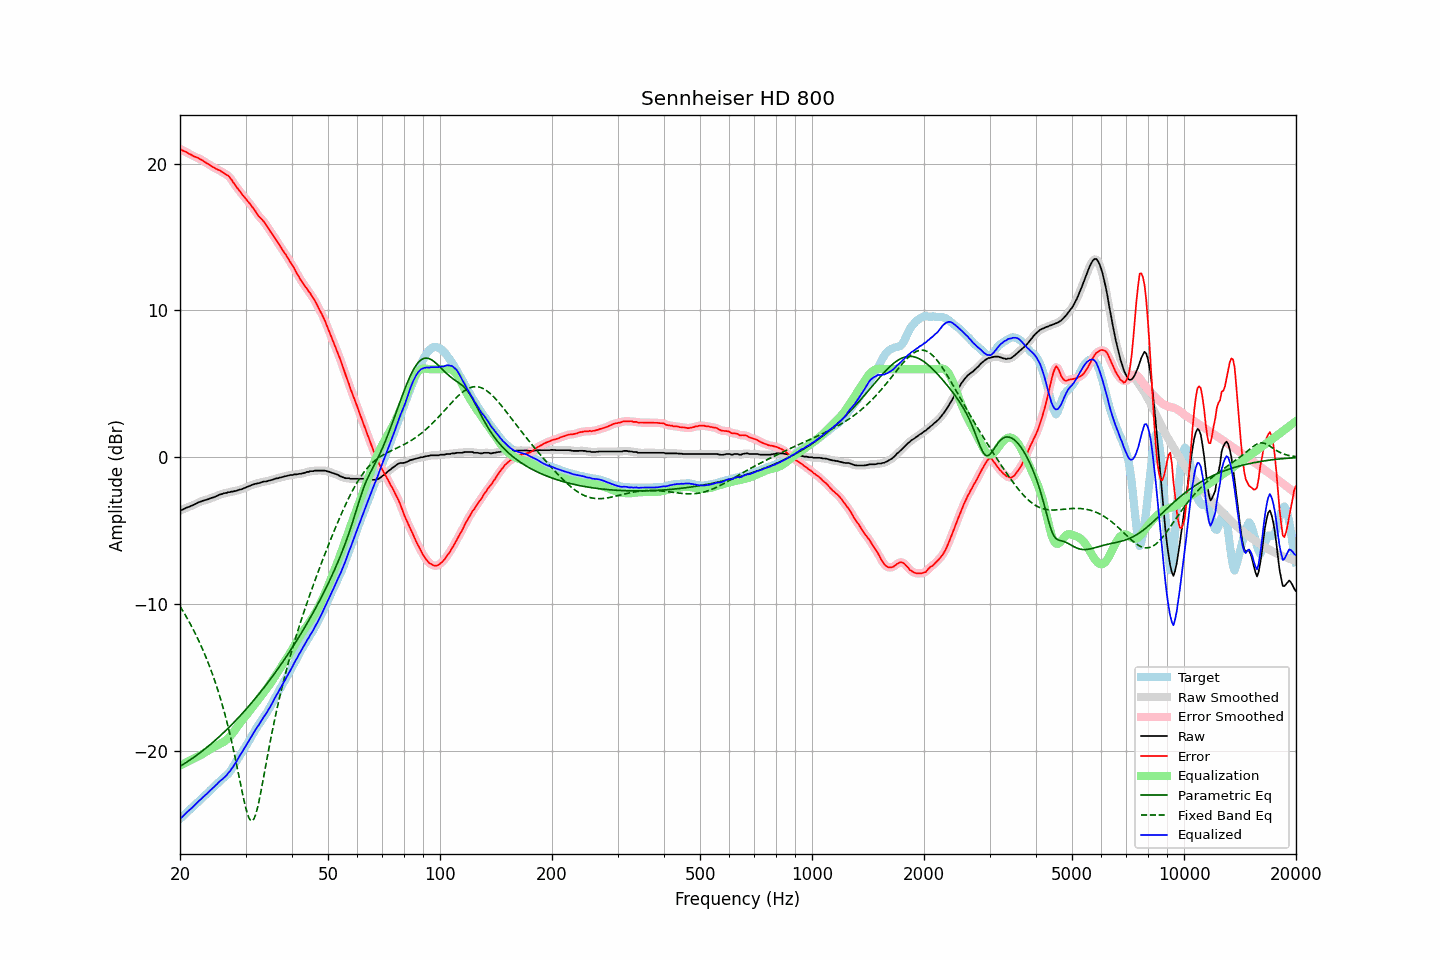 Sennheiser HD 800
Amplitude (dBr)
20
10
0
−10
−20
20
50
100
200
500
1000
2000
5000
10000
20000
Frequency (Hz)
Target
Raw Smoothed
Error Smoothed
Raw
Error
Equalization
Parametric Eq
Fixed Band Eq
Equalized